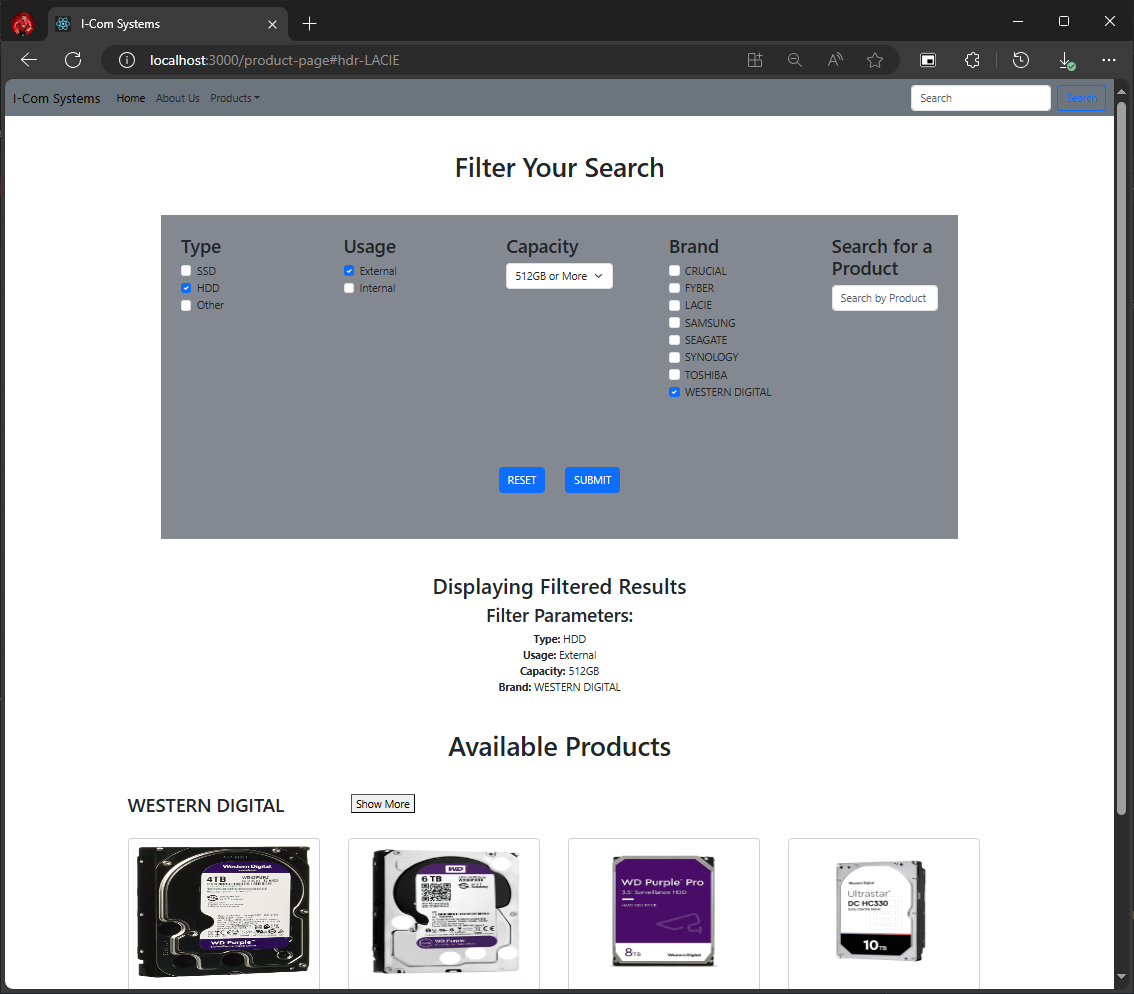 I-Com Systems
localhost:3000/product-page#hdr-LACIE
I-Com Systems Home About Us Products Search Search
Filter Your Search
Type Usage Capacity Brand Search for a
Product
SSD External 512GB or More CRUCIAL
HDD Internal FYBER Search by Product
Other LACIE
SAMSUNG
SEAGATE
SYNOLOGY
TOSHIBA
WESTERN DIGITAL
RESET SUBMIT
Displaying Filtered Results
Filter Parameters:
Type: HDD
Usage: External
Capacity: 512GB
Brand: WESTERN DIGITAL
Available Products
WESTERN DIGITAL Show More
Western Digital
4TB
WD Purple
WD
6 TB
WD Purple
WD Purple Pro
3.5" Surveillance HDD
8TB Western Digital
Western Digital
Ultrastar
DC HC330
10TB